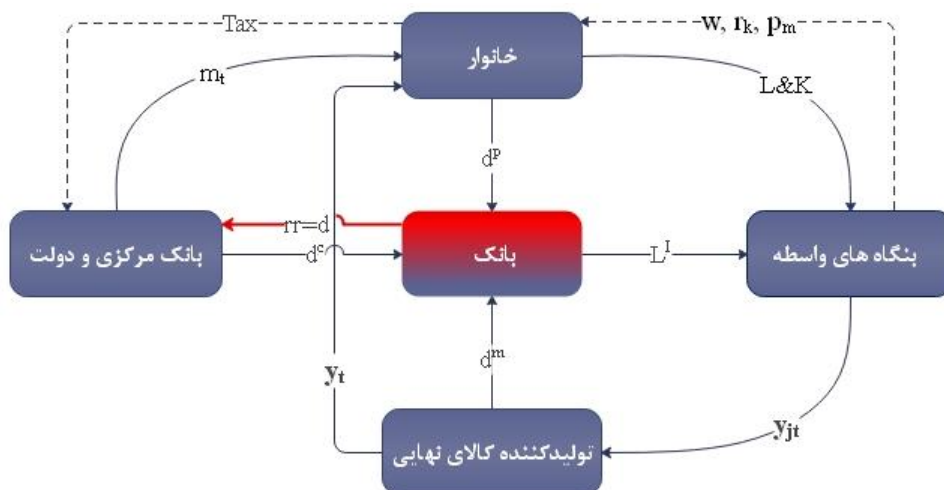 Tax
w, rk, pm
خانوار
mt
L&K
dp
rr=d
بانک مرکزی و دولت
dc
بانک
LI
بنگاه های واسطه
dm
yt
تولیدکننده کالای نهایی
yjt